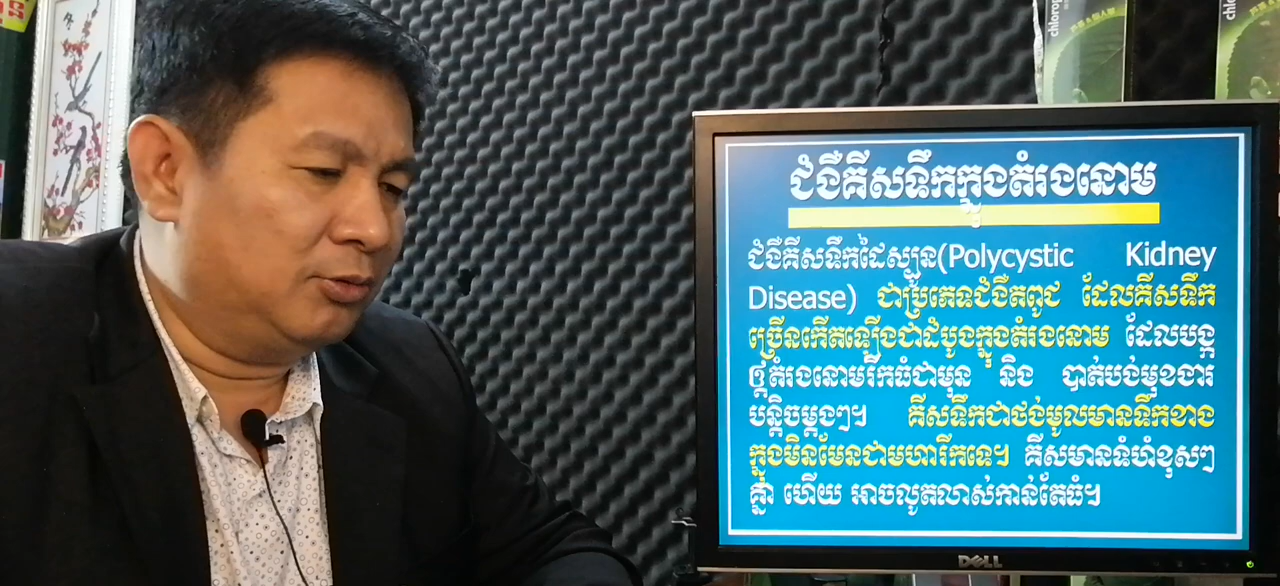 ជំងឺគីសទឹកក្នុងតំរងនោម
ជំងឺគីសទឹកដៃស្បូន(Polycystic Kidney
Disease) ជាប្រភេទជំងឺតពូជ ដែលគីសទឹក
ច្រើនកើតឡើងជាដំបូងក្នុងតំរងនោម ដែលបង្ក
ឲ្យតំរងនោមរីកធំជាមុន និង បាត់បង់មុខងារ
បន្តិចម្តងៗ។ គីសទឹកជាថង់មូលមានទឹកខាង
ក្នុងមិនមែនជាមហារីកទេ។ គីសមានទំហំខុសៗ
គ្នា ហើយ អាចលូតលាស់កាន់តែធំ។
DELL